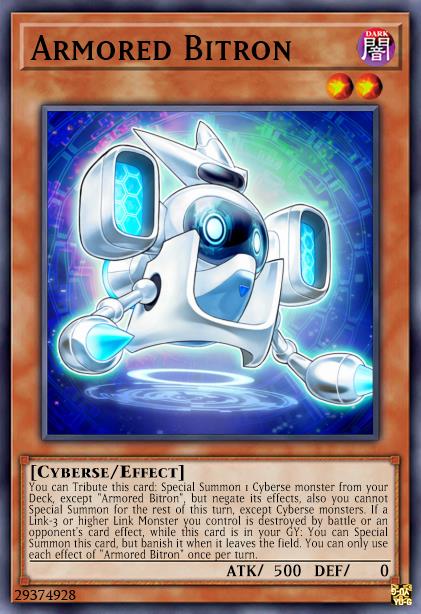 ARMORED BITRON
DARK
闇
[CYBERSE/EFFECT]
You can Tribute this card: Special Summon 1 Cyberse monster from your
Deck, except "Armored Bitron", but negate its effects, also you cannot
Special Summon for the rest of this turn, except Cyberse monsters. If a
Link-3 or higher Link Monster you control is destroyed by battle or an
opponent's card effect, while this card is in your GY: You can Special
Summon this card, but banish it when it leaves the field. You can only use
each effect of "Armored Bitron" once per turn.
ATK/ 500 DEF/ 0
29374928